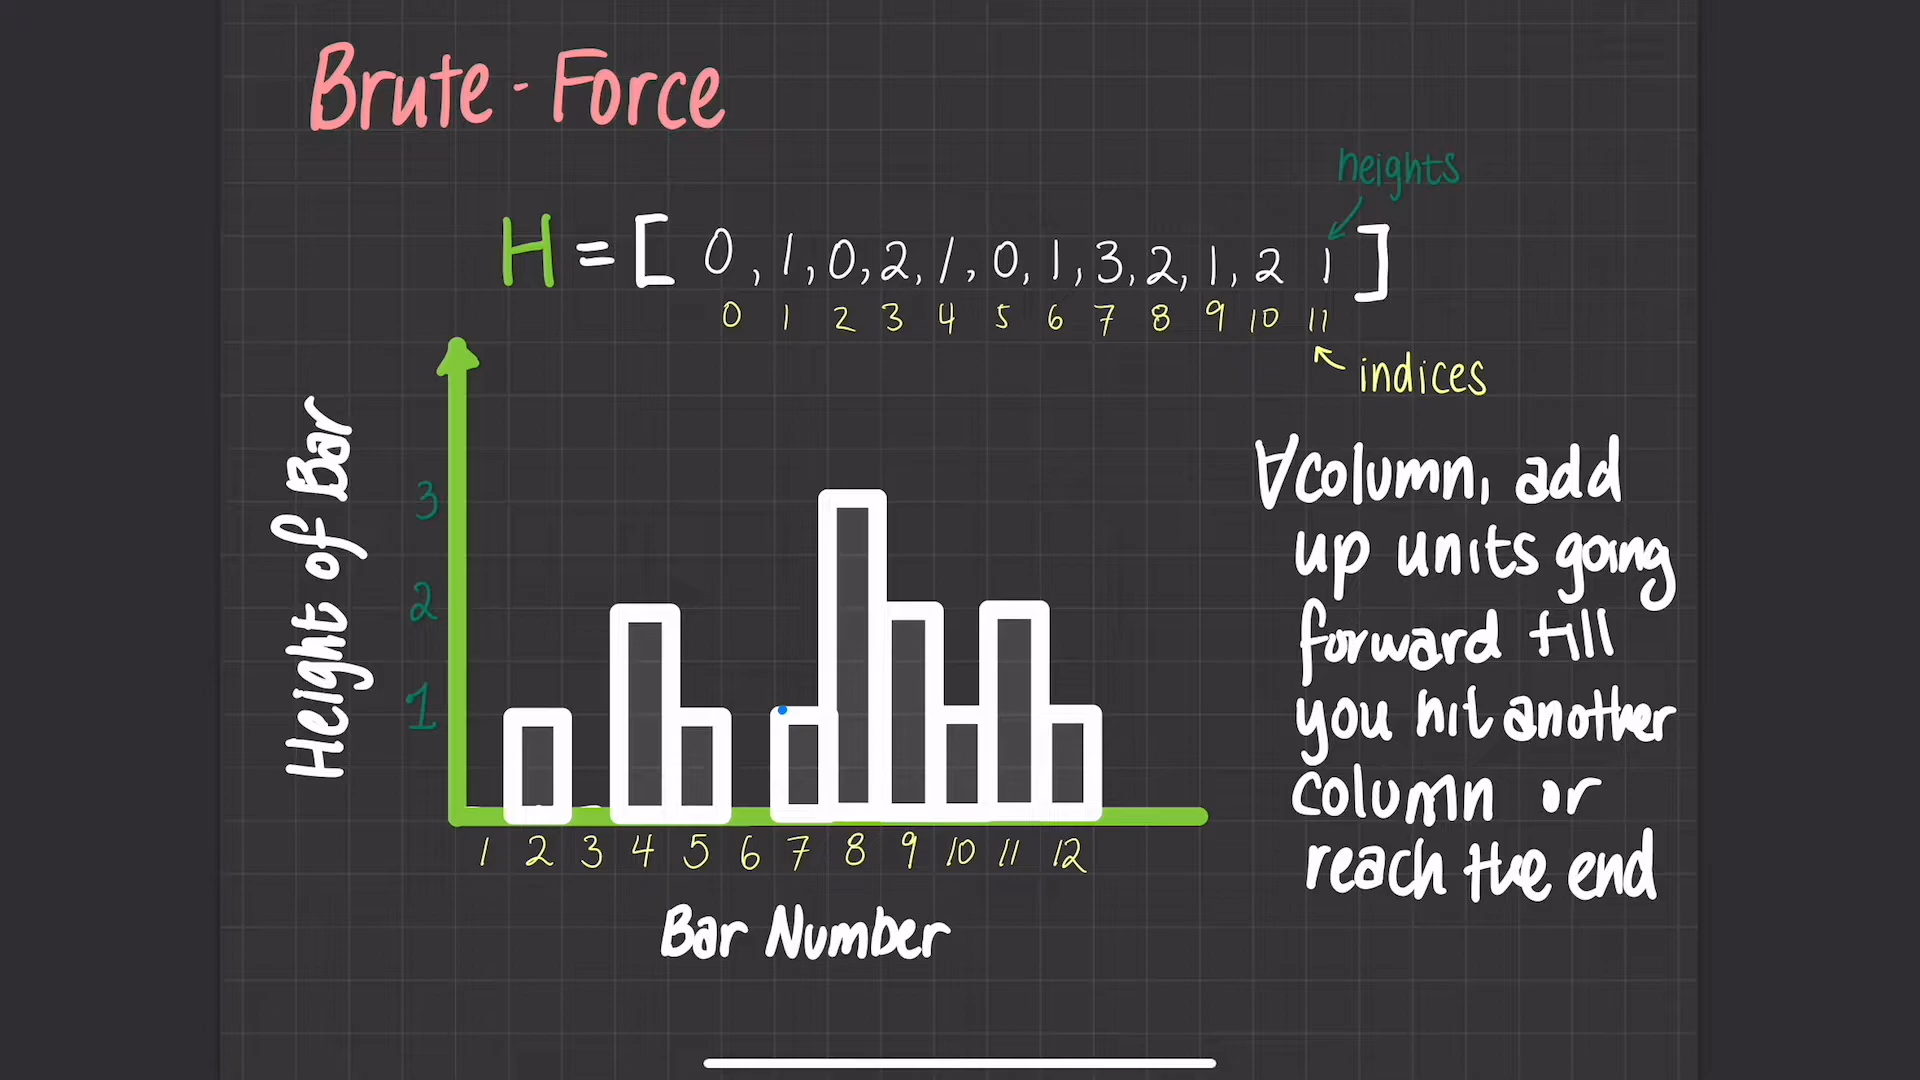 Brute-Force
heights
H = [ 0, 1, 0, 2, 1, 0, 1, 3, 2, 1, 2 1 ]
0 1 2 3 4 5 6 7 8 9 10 11
indices
Height of Bar
3
2
1
1 2 3 4 5 6 7 8 9 10 11 12
Bar Number
∀column, add
up units going
forward till
you hit another
column or
reach the end